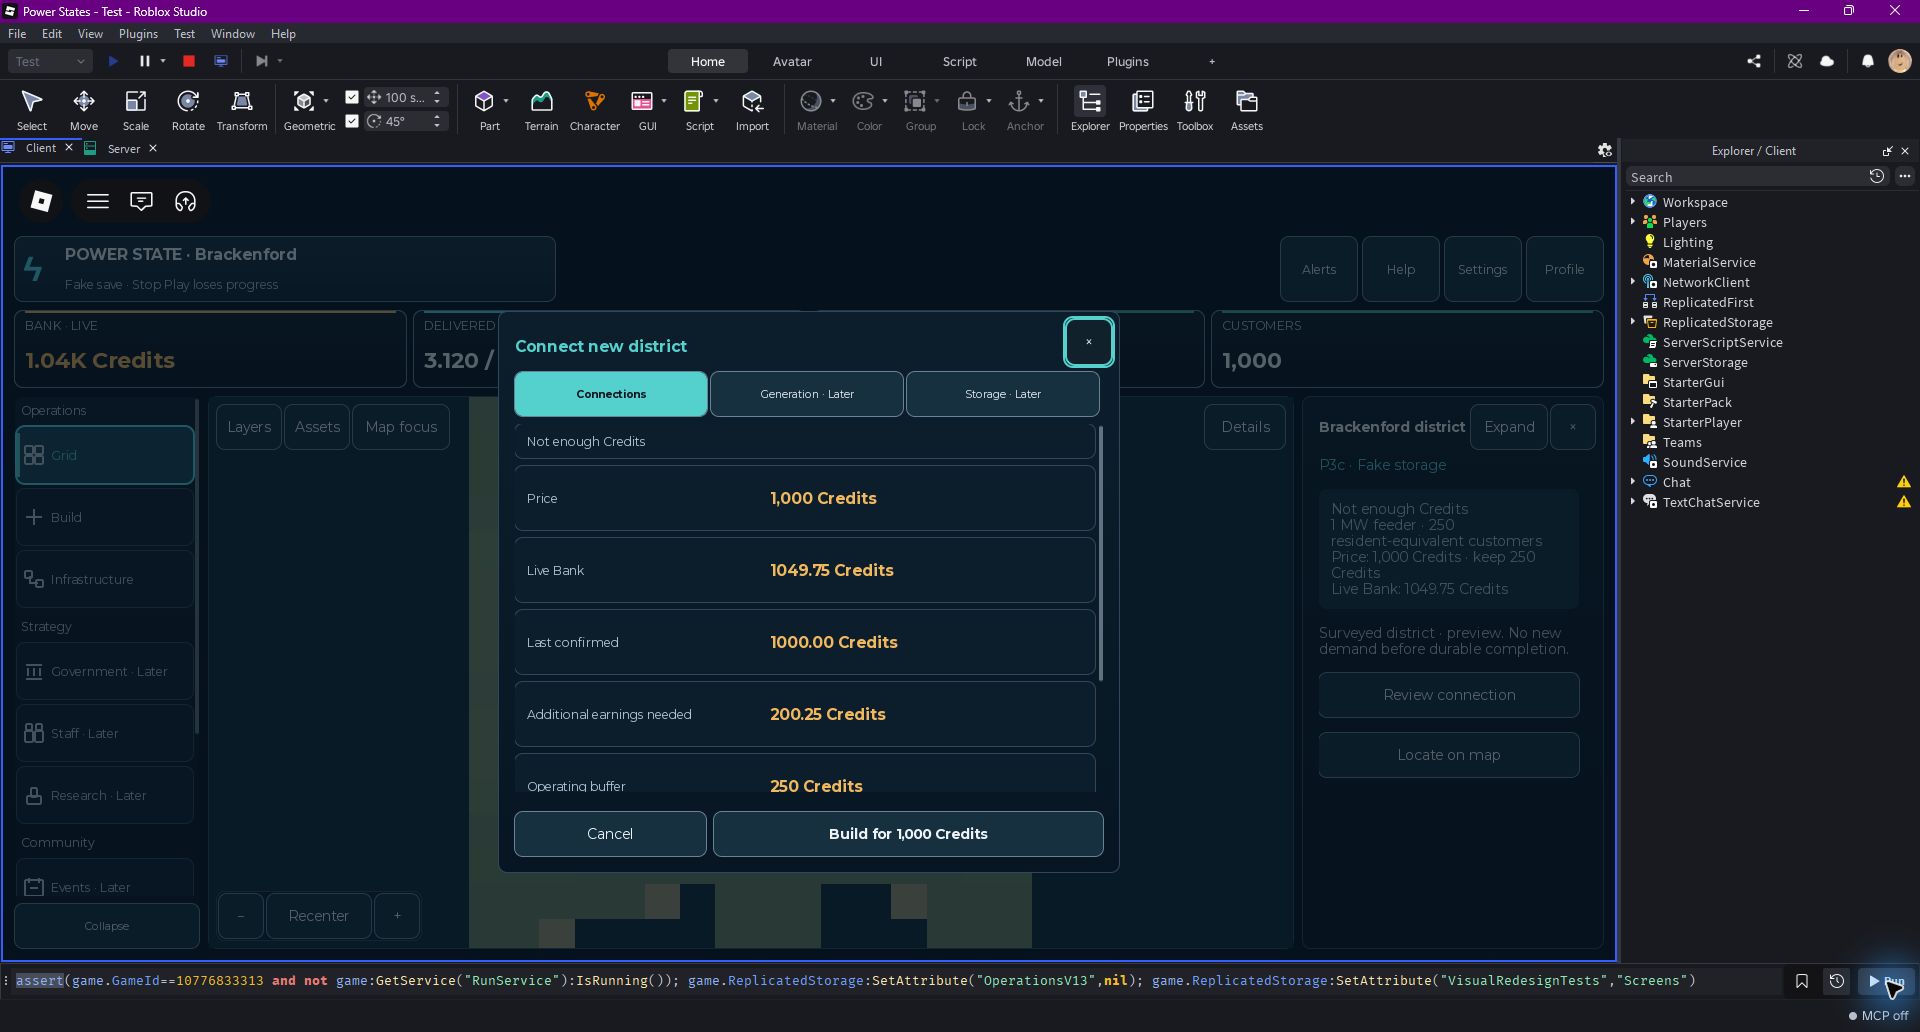 Power States - Test - Roblox Studio
File Edit View Plugins Test Window Help
Test
Home Avatar UI Script Model Plugins +
Select Move Scale Rotate Transform Geometric 100 s... 45° Part Terrain Character GUI Script Import Material Color Group Lock Anchor Explorer Properties Toolbox Assets
Client Server
Explorer / Client
Search
Workspace
Players
Lighting
MaterialService
NetworkClient
ReplicatedFirst
ReplicatedStorage
ServerScriptService
ServerStorage
StarterGui
StarterPack
StarterPlayer
Teams
SoundService
Chat
TextChatService
POWER STATE · Brackenford
Fake save · Stop Play loses progress
Alerts Help Settings Profile
BANK · LIVE
1.04K Credits
DELIVERED
3.120 /
CUSTOMERS
1,000
Operations
Grid
Build
Infrastructure
Strategy
Government · Later
Staff · Later
Research · Later
Community
Events · Later
Collapse
Layers Assets Map focus
Details
− Recenter +
Connect new district
×
Connections Generation · Later Storage · Later
Not enough Credits
Price 1,000 Credits
Live Bank 1049.75 Credits
Last confirmed 1000.00 Credits
Additional earnings needed 200.25 Credits
Operating buffer 250 Credits
Cancel Build for 1,000 Credits
Brackenford district Expand ×
P3c · Fake storage
Not enough Credits
1 MW feeder · 250
resident-equivalent customers
Price: 1,000 Credits · keep 250
Credits
Live Bank: 1049.75 Credits
Surveyed district · preview. No new
demand before durable completion.
Review connection
Locate on map
assert(game.GameId==10776833313 and not game:GetService("RunService"):IsRunning()); game.ReplicatedStorage:SetAttribute("OperationsV13",nil); game.ReplicatedStorage:SetAttribute("VisualRedesignTests","Screens")
MCP off